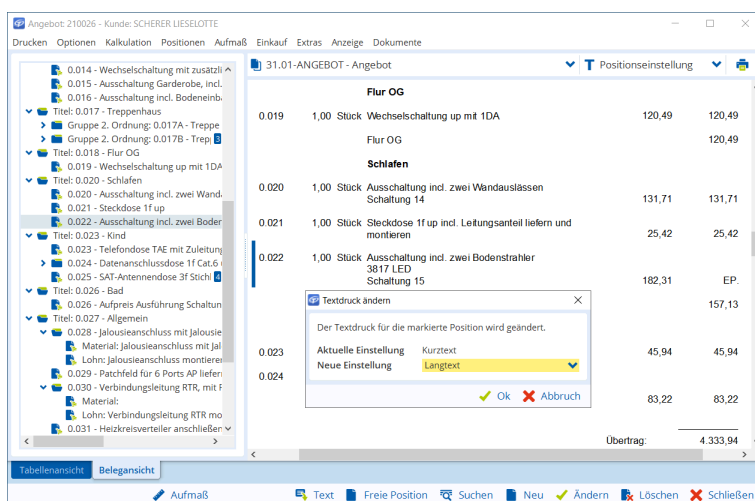 Angebot: 210026 - Kunde: SCHERER LIESELOTTE
Drucken Optionen Kalkulation Positionen Aufmaß Einkauf Extras Anzeige Dokumente
0.014 - Wechselschaltung mit zusätzli
0.015 - Ausschaltung Garderobe, incl.
0.016 - Ausschaltung incl. Bodeneinb
Titel: 0.017 - Treppenhaus
Gruppe 2. Ordnung: 0.017A - Treppe
Gruppe 2. Ordnung: 0.017B - Trep 3
Titel: 0.018 - Flur OG
0.019 - Wechselschaltung up mit 1DA
Titel: 0.020 - Schlafen
0.020 - Ausschaltung incl. zwei Wand
0.021 - Steckdose 1f up
0.022 - Ausschaltung incl. zwei Boder
Titel: 0.023 - Kind
0.023 - Telefondose TAE mit Zuleitung
0.024 - Datenanschlussdose 1f Cat.6
0.025 - SAT-Antennendose 3f Stich 4
Titel: 0.026 - Bad
0.026 - Aufpreis Ausführung Schaltun
Titel: 0.027 - Allgemein
0.028 - Jalousieanschluss mit Jalousie
Material: Jalousieanschluss mit Jal
Lohn: Jalousieanschluss montieren
0.029 - Patchfeld für 6 Ports AP liefern
0.030 - Verbindungsleitung RTR, mit F
Material:
Lohn: Verbindungsleitung RTR mo
0.031 - Heizkreisverteiler anschließen
Tabellenansicht Belegansicht
31.01-ANGEBOT - Angebot Positionseinstellung
Flur OG
0.019 1,00 Stück Wechselschaltung up mit 1DA 120,49 120,49
Flur OG 120,49
Schlafen
0.020 1,00 Stück Ausschaltung incl. zwei Wandauslässen
Schaltung 14 131,71 131,71
0.021 1,00 Stück Steckdose 1f up incl. Leitungsanteil liefern und
montieren 25,42 25,42
0.022 1,00 Stück Ausschaltung incl. zwei Bodenstrahler
3817 LED
Schaltung 15 182,31 EP.
157,13
0.023 45,94 45,94
0.024
83,22 83,22
Übertrag: 4.333,94
Textdruck ändern
Der Textdruck für die markierte Position wird geändert.
Aktuelle Einstellung Kurztext
Neue Einstellung Langtext
Ok Abbruch
Aufmaß Text Freie Position Suchen Neu Ändern Löschen Schließen